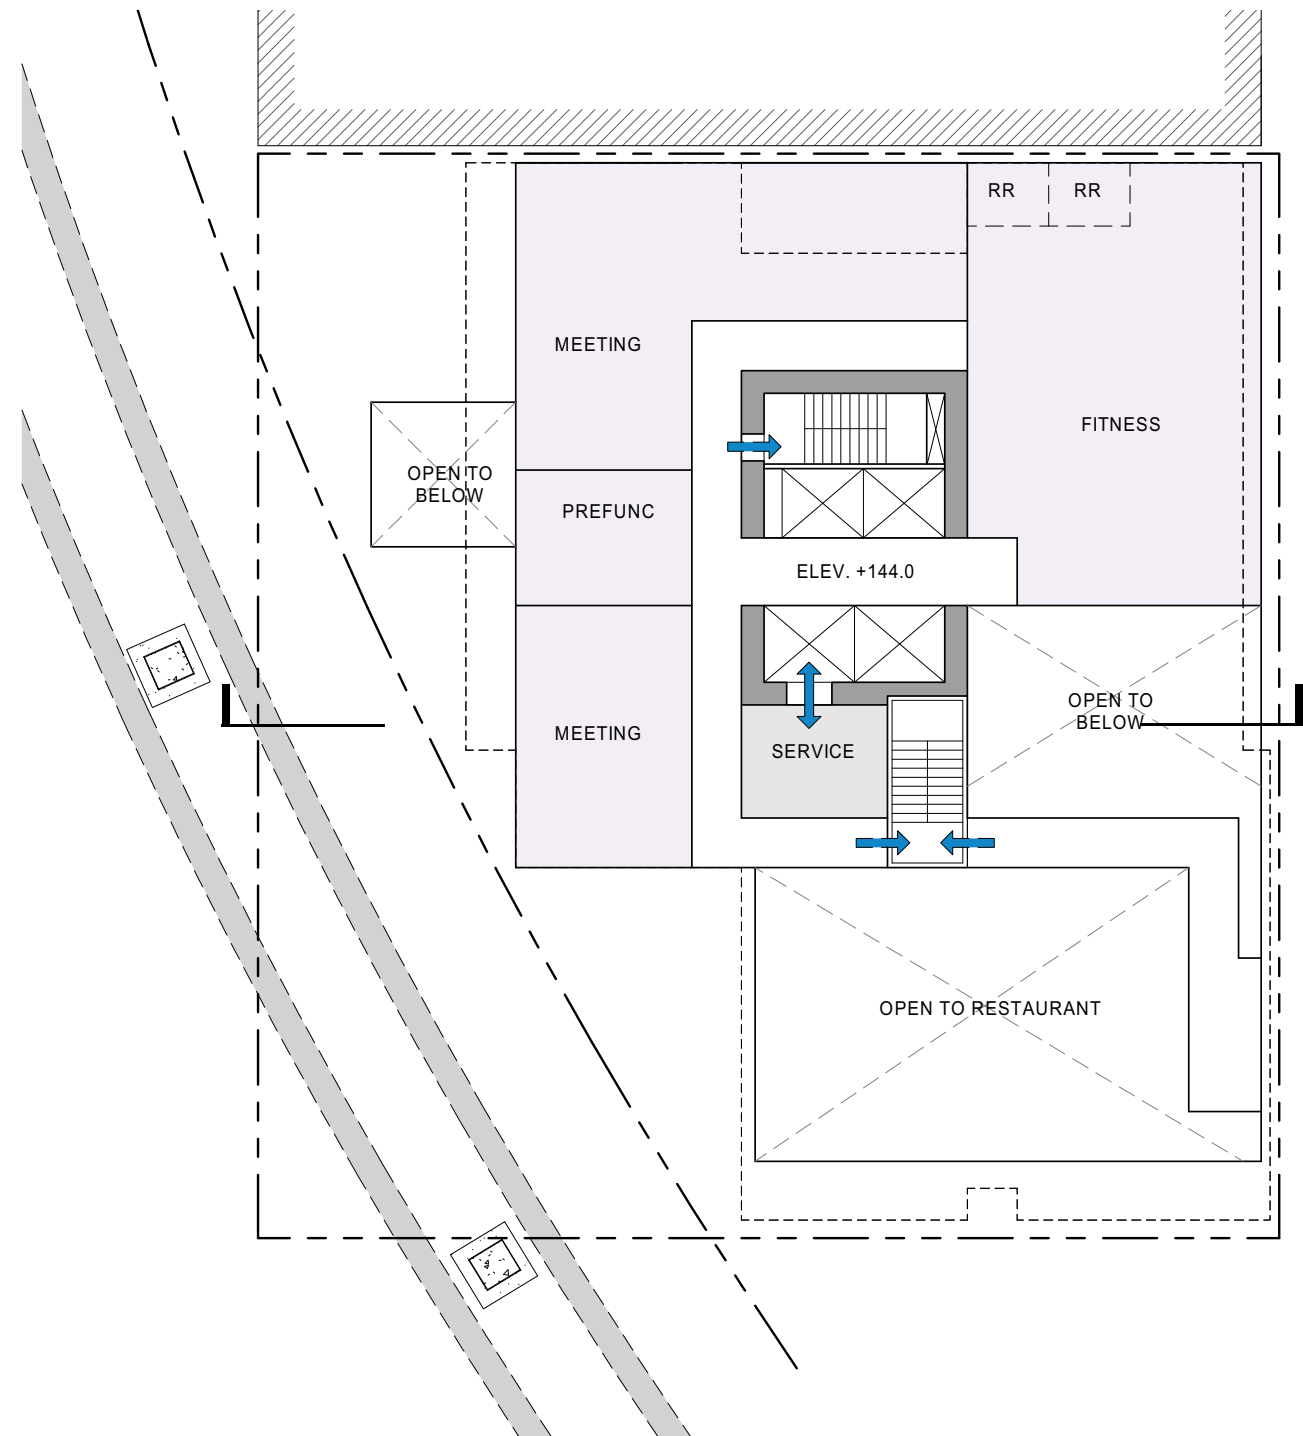 RR
RR
MEETING
FITNESS
OPEN TO
BELOW
PREFUNC
ELEV. +144.0
OPEN TO
BELOW
MEETING
SERVICE
OPEN TO RESTAURANT